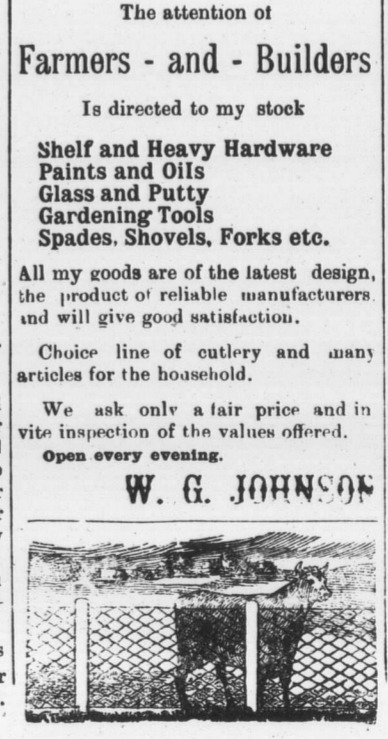 The attention of
Farmers - and - Builders
Is directed to my stock
Shelf and Heavy Hardware
Paints and Oils
Glass and Putty
Gardening Tools
Spades, Shovels, Forks etc.
All my goods are of the latest design,
the product of reliable manufacturers
and will give good satisfaction.
Choice line of cutlery and many
articles for the household.
We ask only a fair price and in
vite inspection of the values offered.
Open every evening.
W. G. JOHNSON